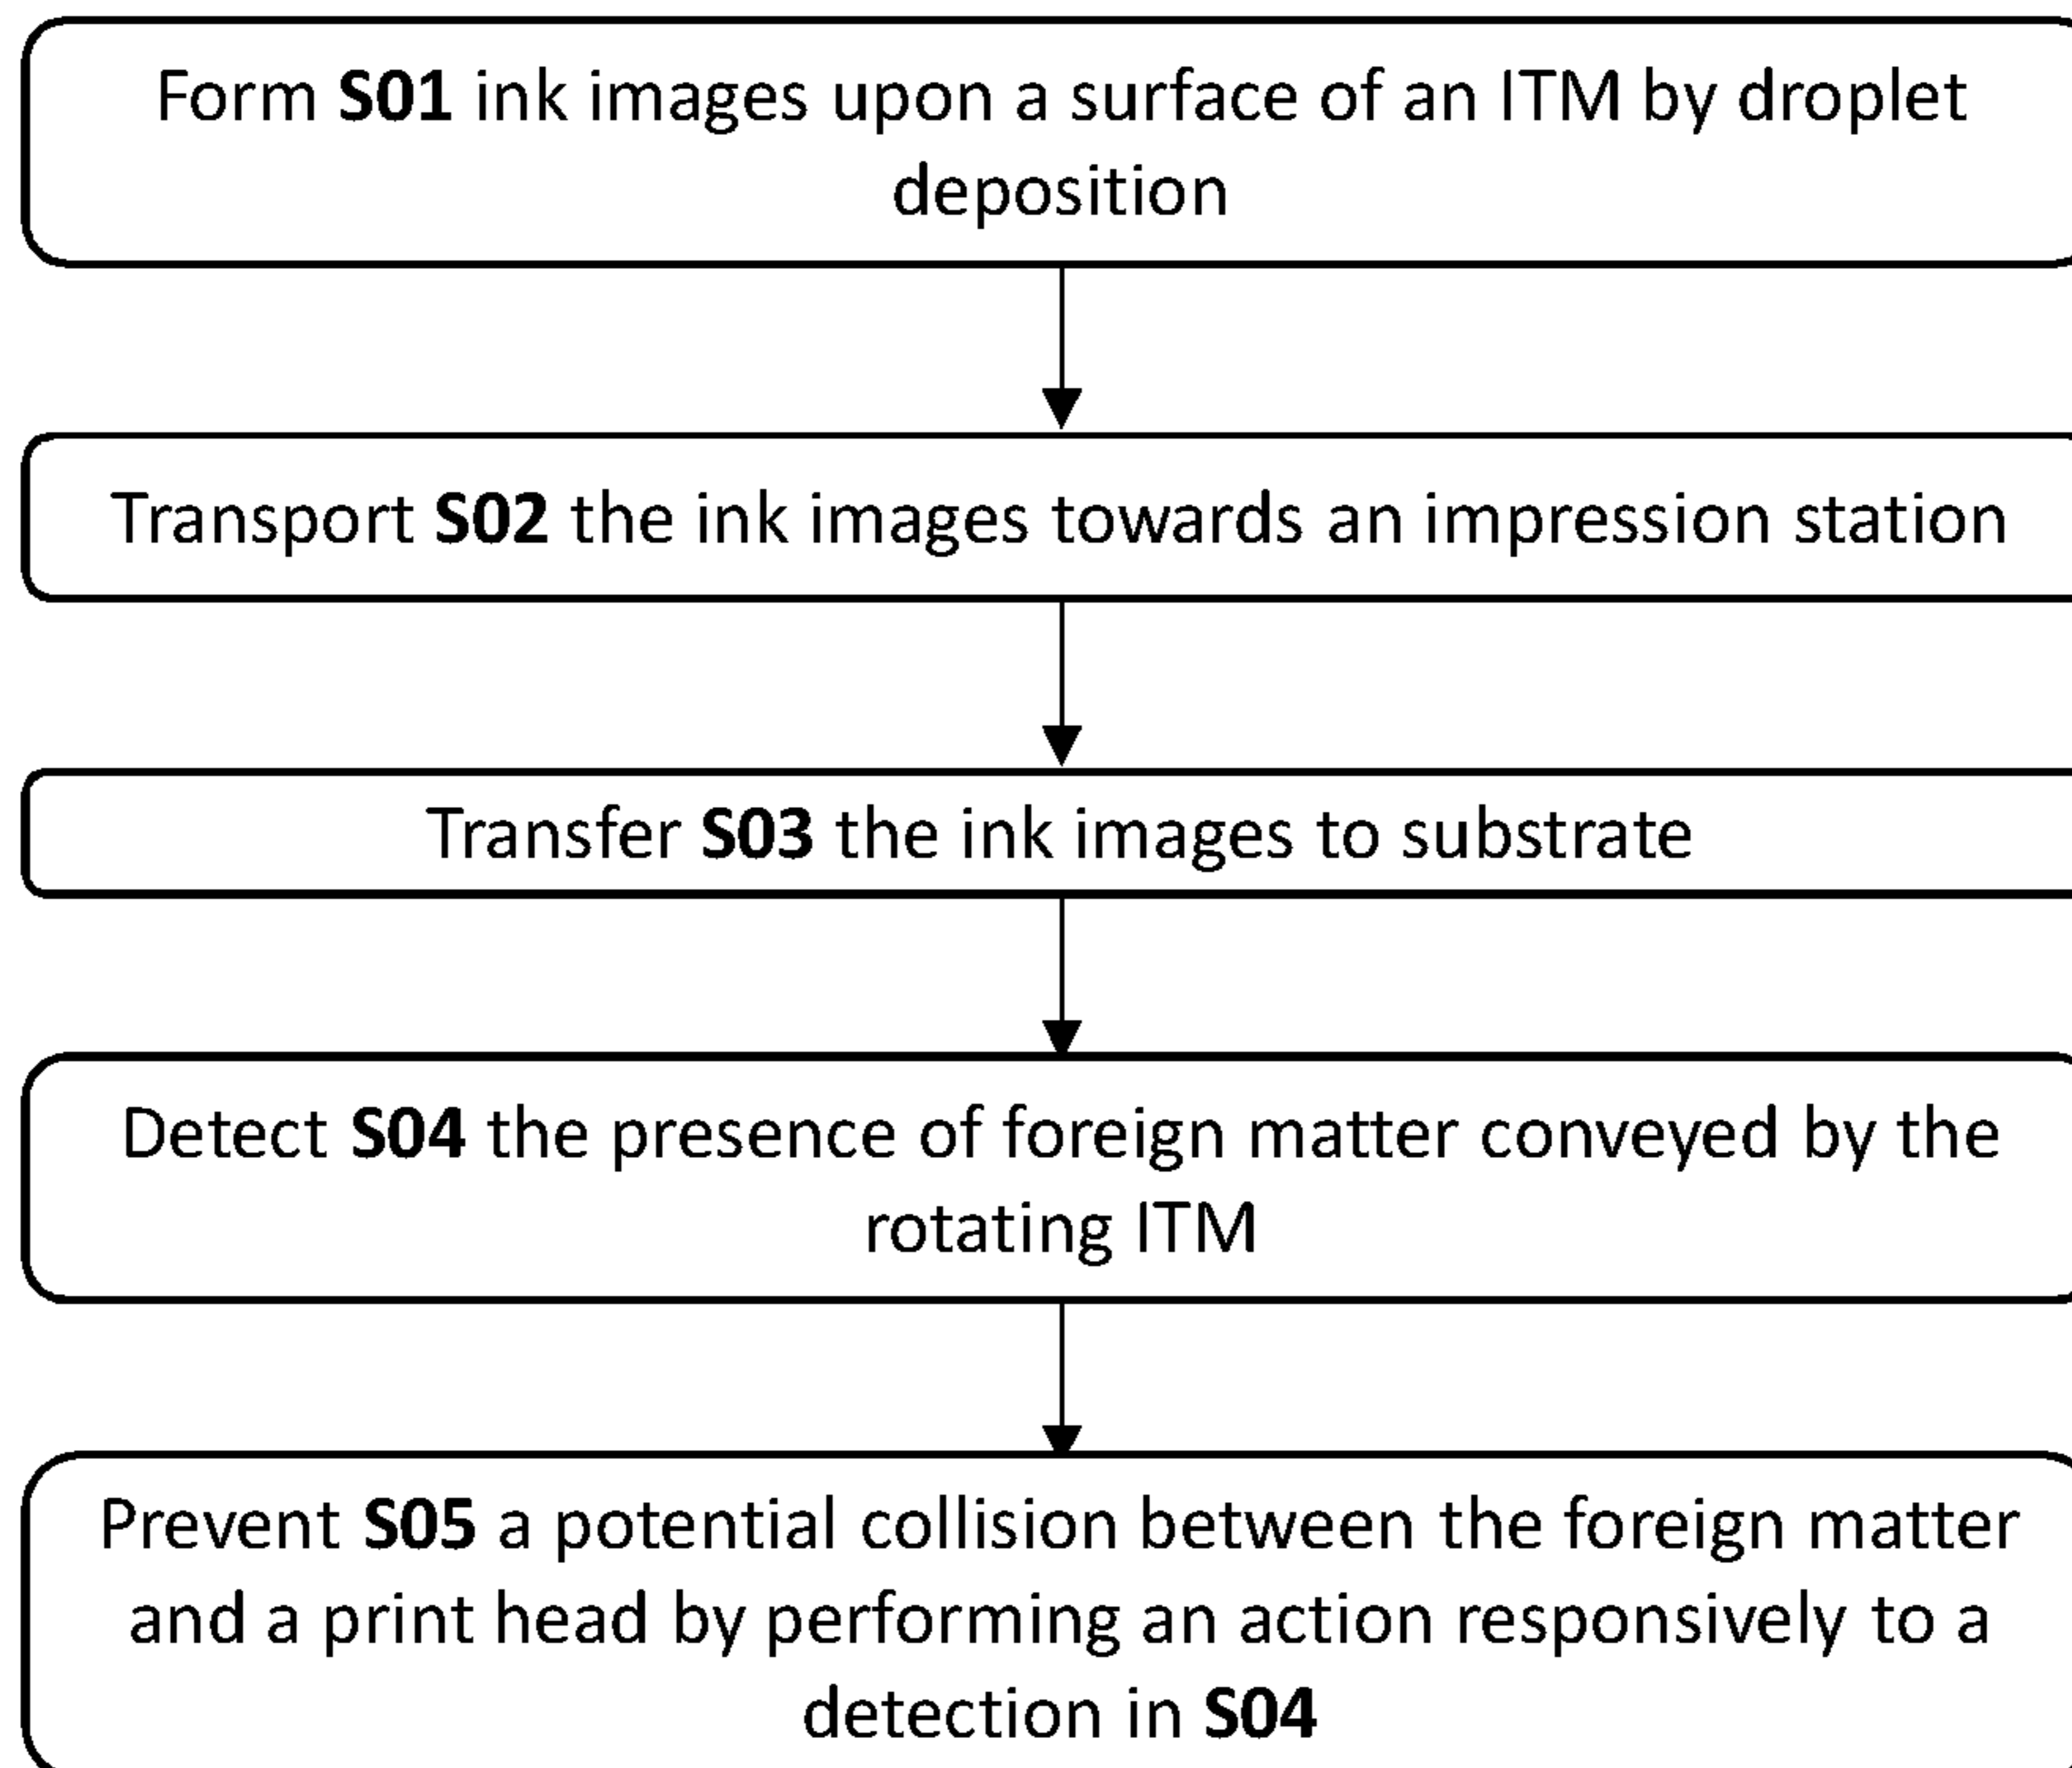 Form S01 ink images upon a surface of an ITM by droplet
deposition
Transport S02 the ink images towards an impression station
Transfer S03 the ink images to substrate
Detect S04 the presence of foreign matter conveyed by the
rotating ITM
Prevent S05 a potential collision between the foreign matter
and a print head by performing an action responsively to a
detection in S04